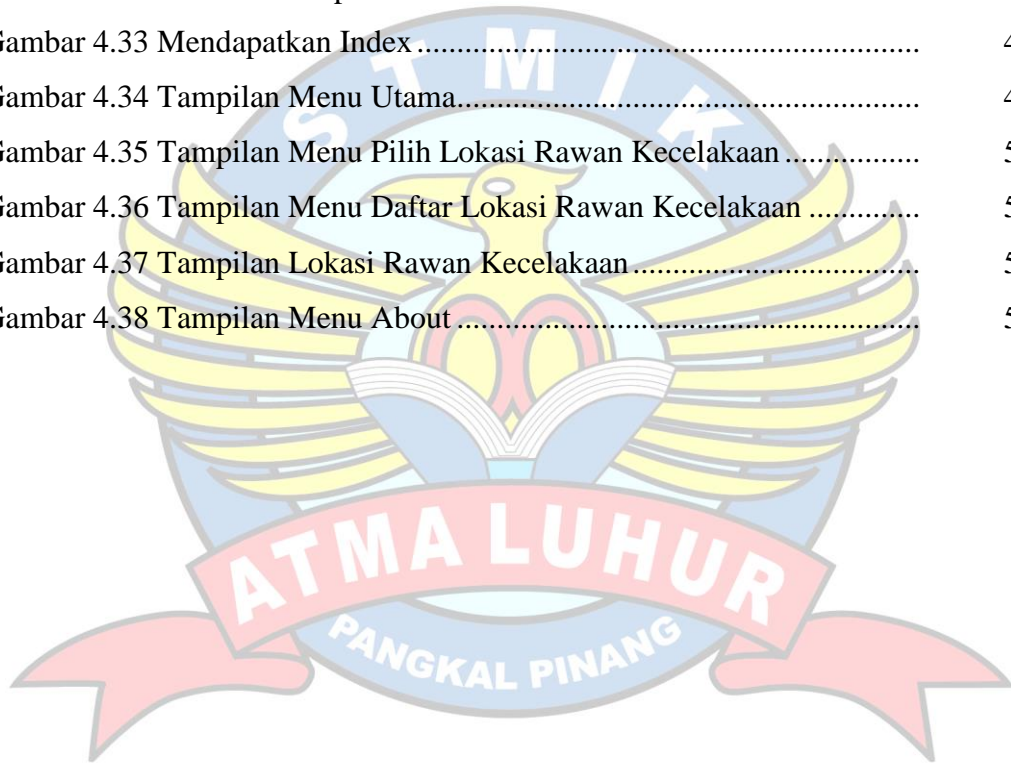 Gambar 4.33 Mendapatkan Index ............................................................... 4
Gambar 4.34 Tampilan Menu Utama.......................................................... 4
Gambar 4.35 Tampilan Menu Pilih Lokasi Rawan Kecelakaan ................. 5
Gambar 4.36 Tampilan Menu Daftar Lokasi Rawan Kecelakaan .............. 5
Gambar 4.37 Tampilan Lokasi Rawan Kecelakaan.................................... 5
Gambar 4.38 Tampilan Menu About .......................................................... 5
STMIK
ATMA LUHUR
PANGKAL PINANG